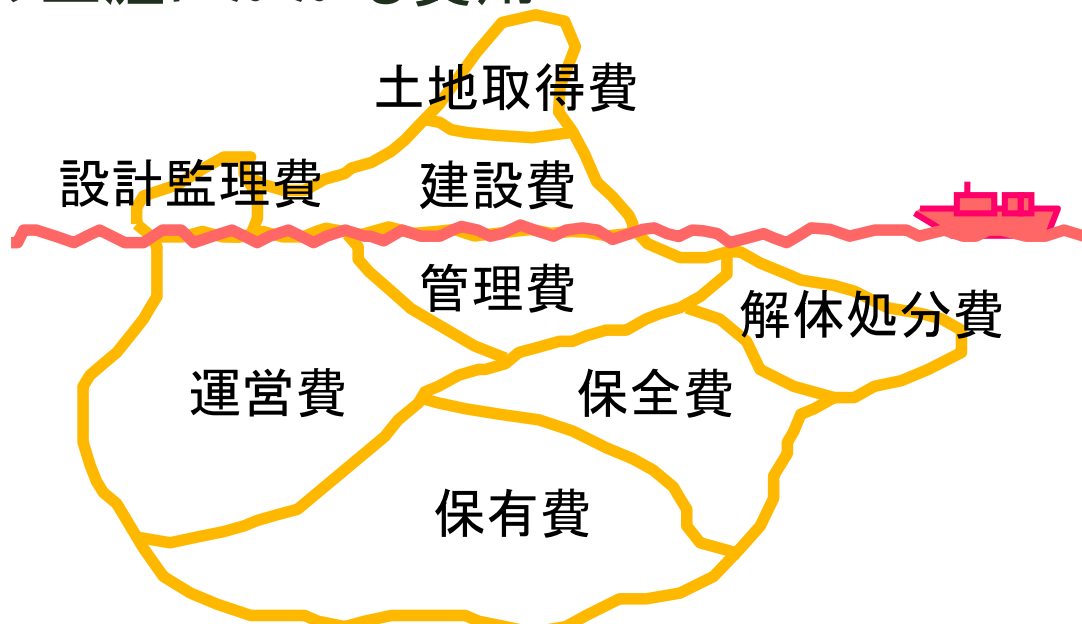 土地取得費
設計監理費
建設費
管理費
解体処分費
運営費
保全費
保有費